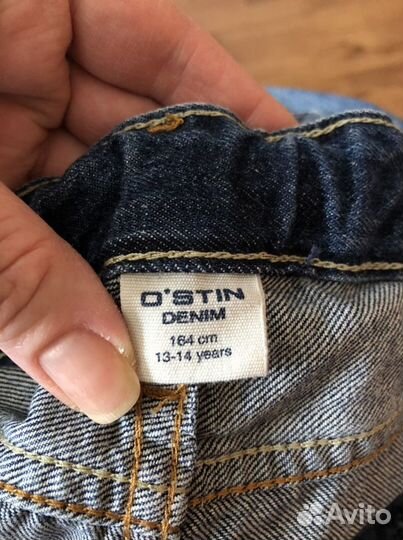 O'STIN
DENIM
164 cm
13-14 years
Avito